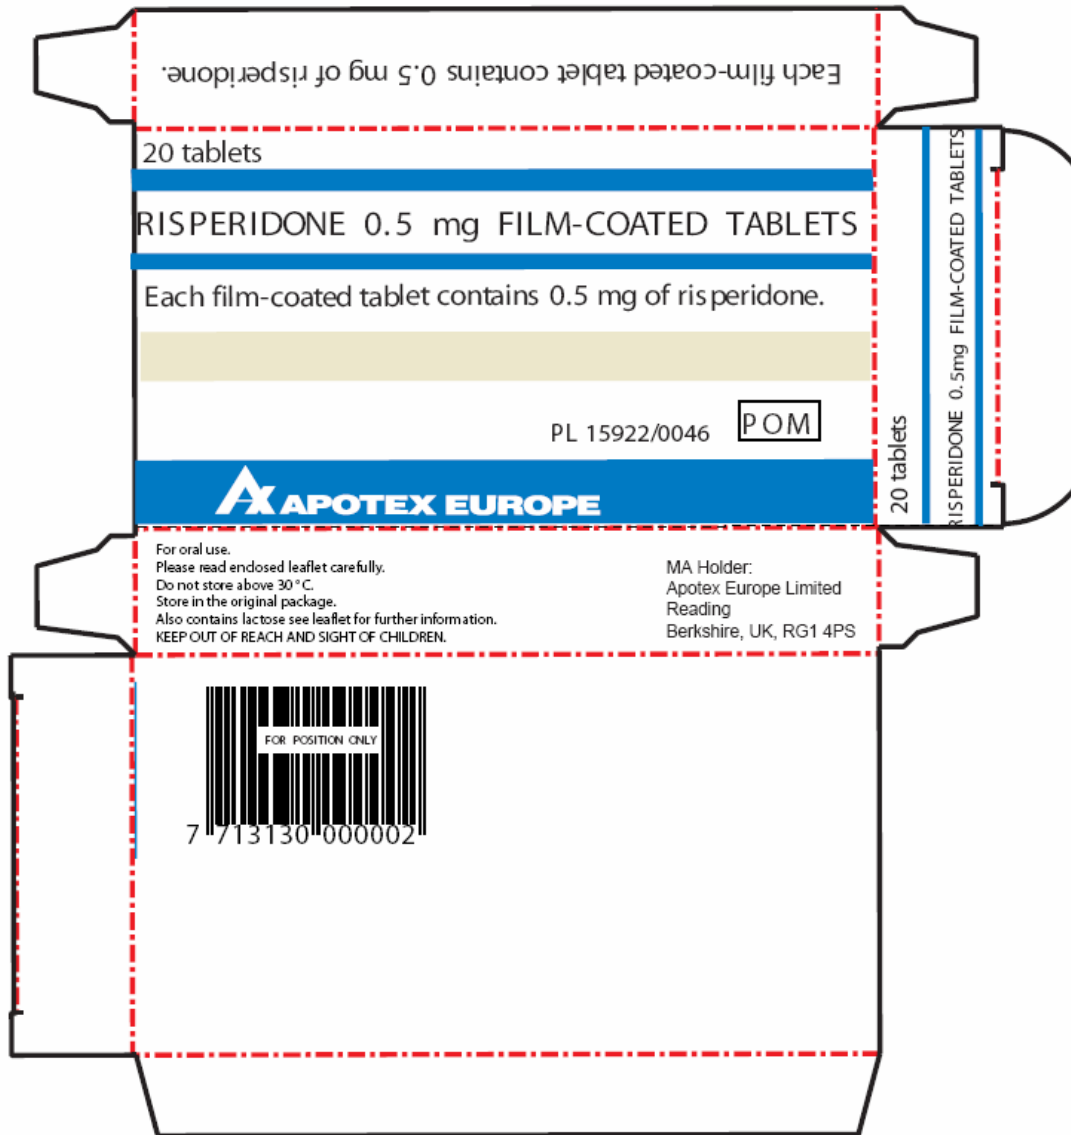 Each film-coated tablet contains 0.5 mg of risperidone.
20 tablets
RISPERIDONE 0.5 mg FILM-COATED TABLETS
Each film-coated tablet contains 0.5 mg of risperidone.
PL 15922/0046
POM
APOTEX EUROPE
20 tablets
RISPERIDONE 0.5mg FILM-COATED TABLETS
For oral use.
Please read enclosed leaflet carefully.
Do not store above 30°C.
Store in the original package.
Also contains lactose see leaflet for further information.
KEEP OUT OF REACH AND SIGHT OF CHILDREN.
MA Holder:
Apotex Europe Limited
Reading
Berkshire, UK, RG1 4PS
FOR POSITION ONLY
7 713130 000002